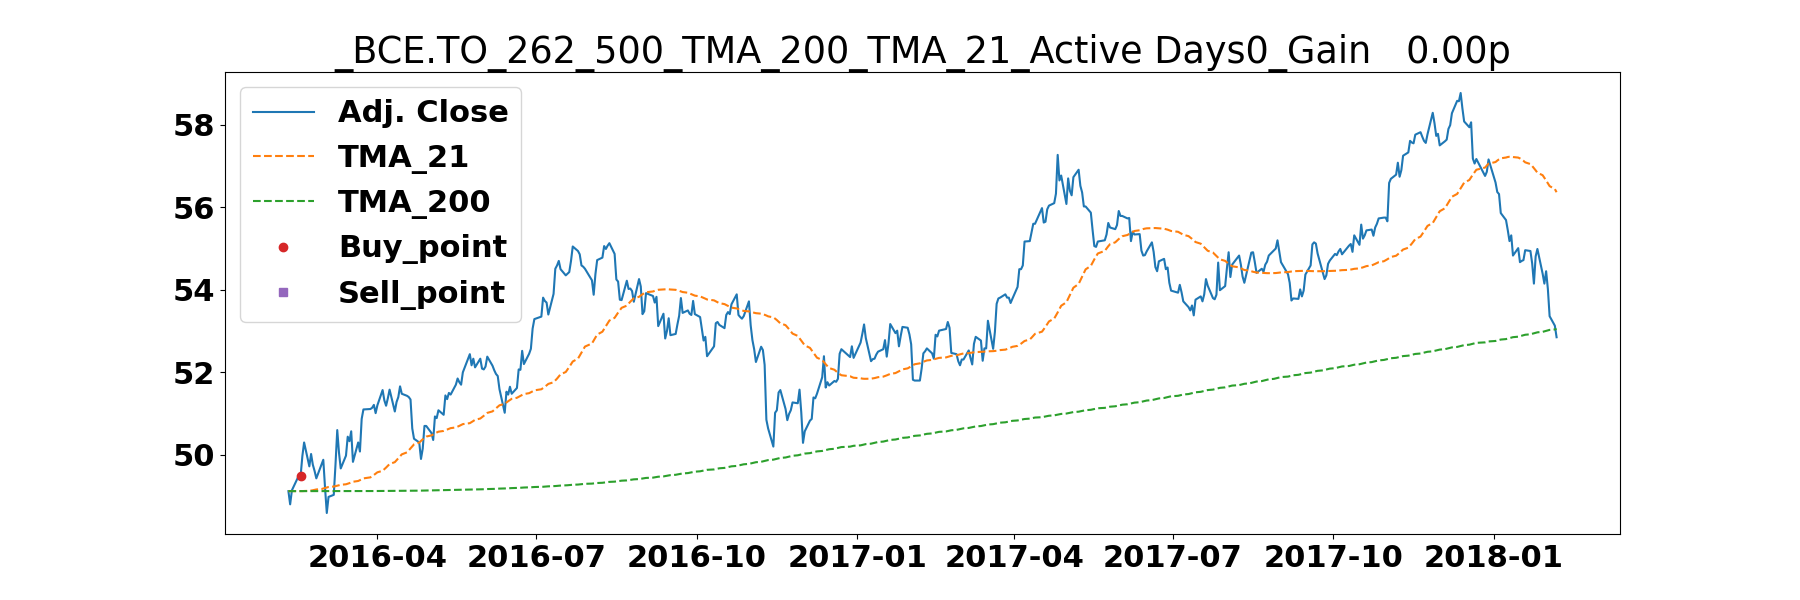 _BCE.TO_262_500_TMA_200_TMA_21_Active Days0_Gain   0.00p
Adj. Close
TMA_21
TMA_200
Buy_point
Sell_point
58
56
54
52
50
2016-04 2016-07 2016-10 2017-01 2017-04 2017-07 2017-10 2018-01